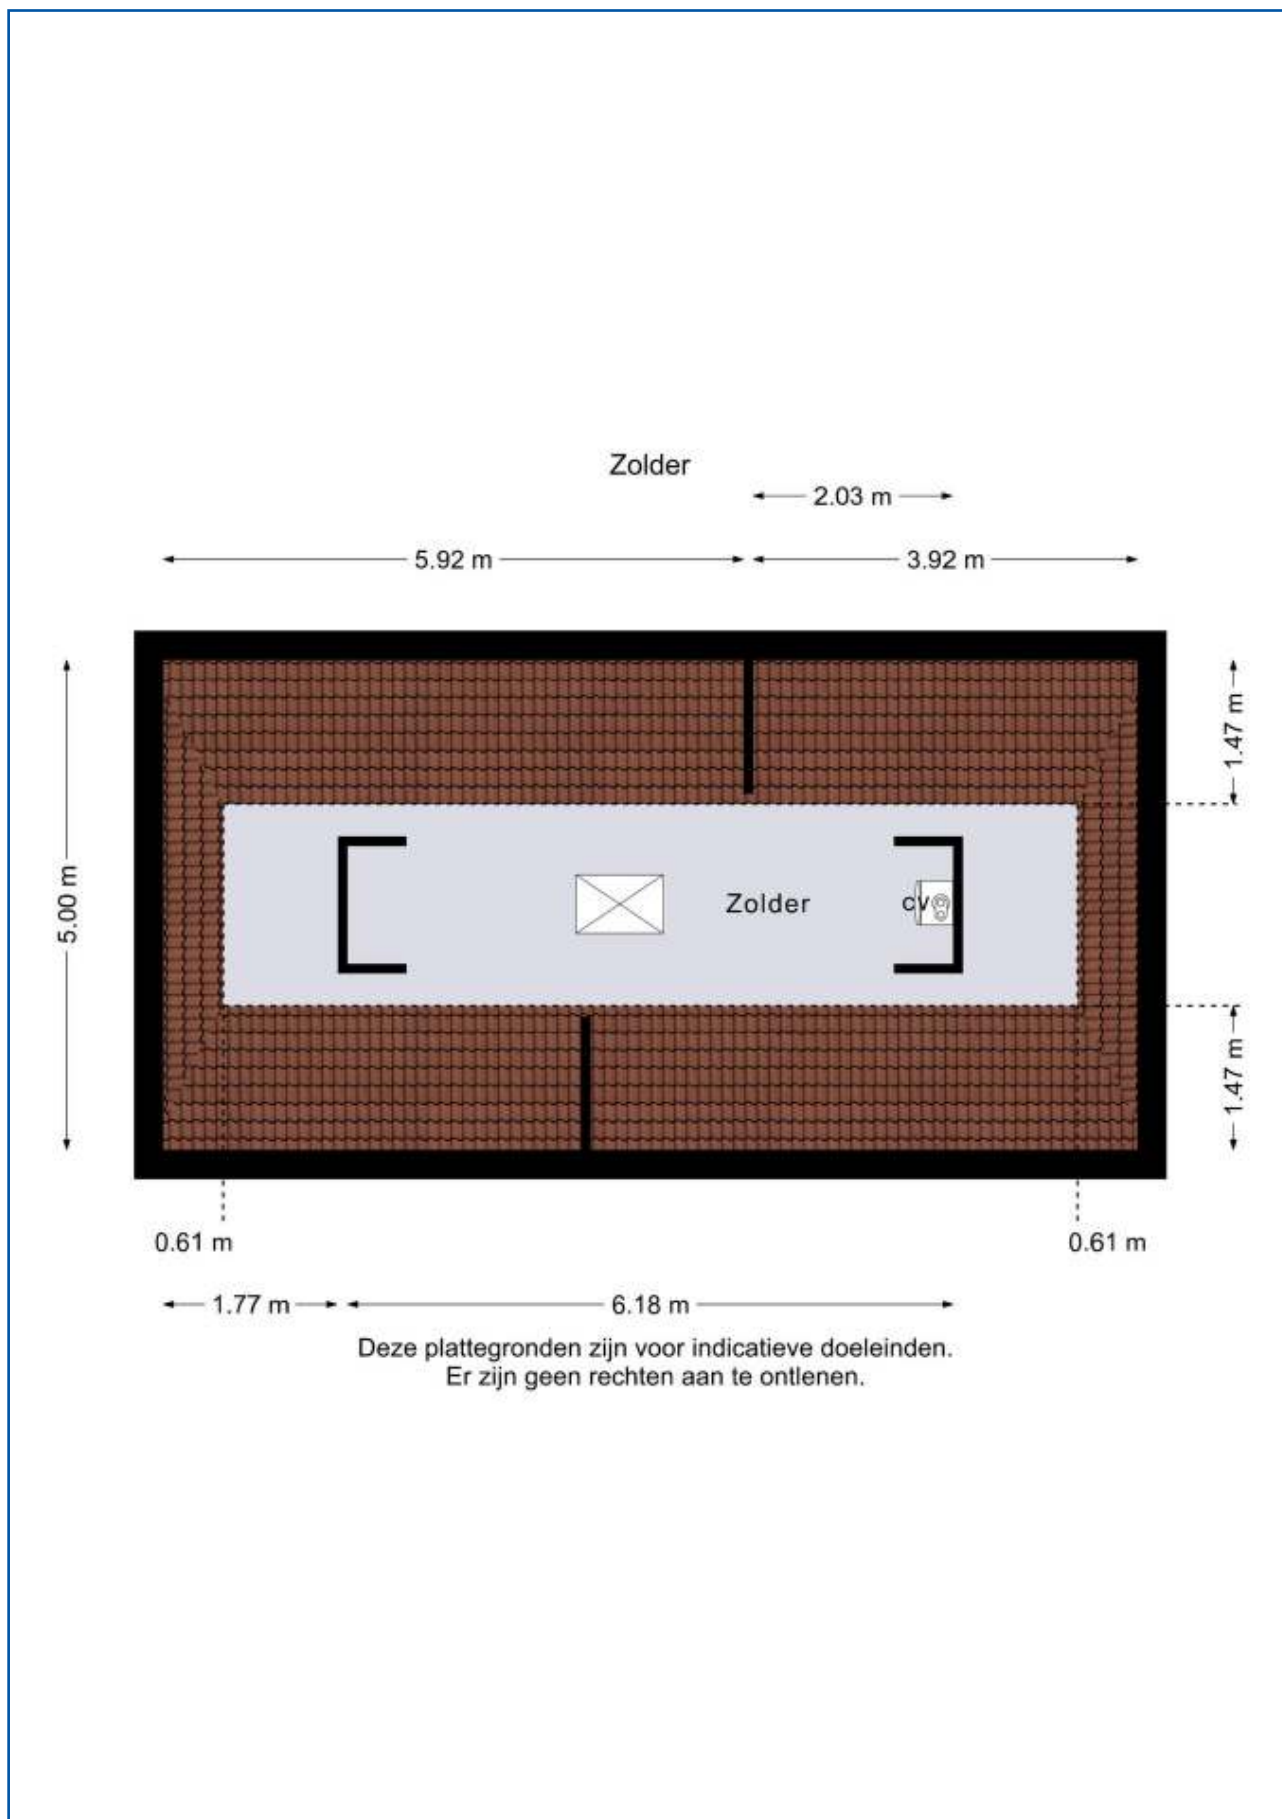 Zolder
2.03 m
5.92 m
3.92 m
1.47 m
5.00 m
Zolder
cv
1.47 m
0.61 m
0.61 m
1.77 m
6.18 m
Deze plattegronden zijn voor indicatieve doeleinden.
Er zijn geen rechten aan te ontlenen.